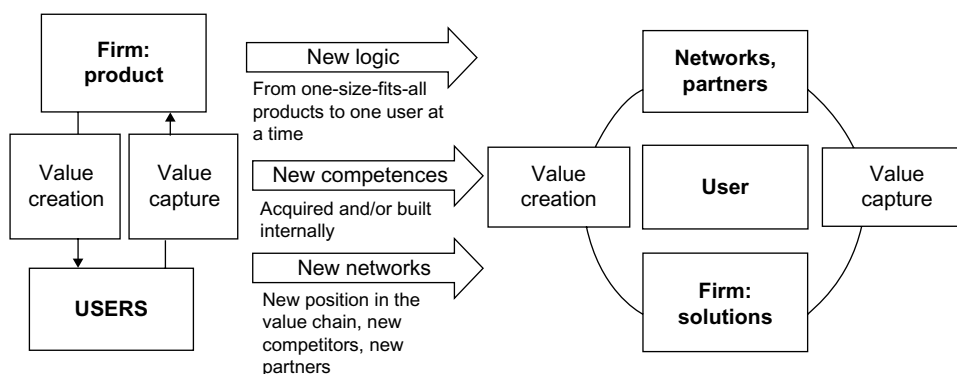 Firm:
product
Value
creation
Value
capture
USERS
New logic
From one-size-fits-all
products to one user at
a time
New competences
Acquired and/or built
internally
New networks
New position in the
value chain, new
competitors, new
partners
Networks,
partners
Value
creation
User
Value
capture
Firm:
solutions